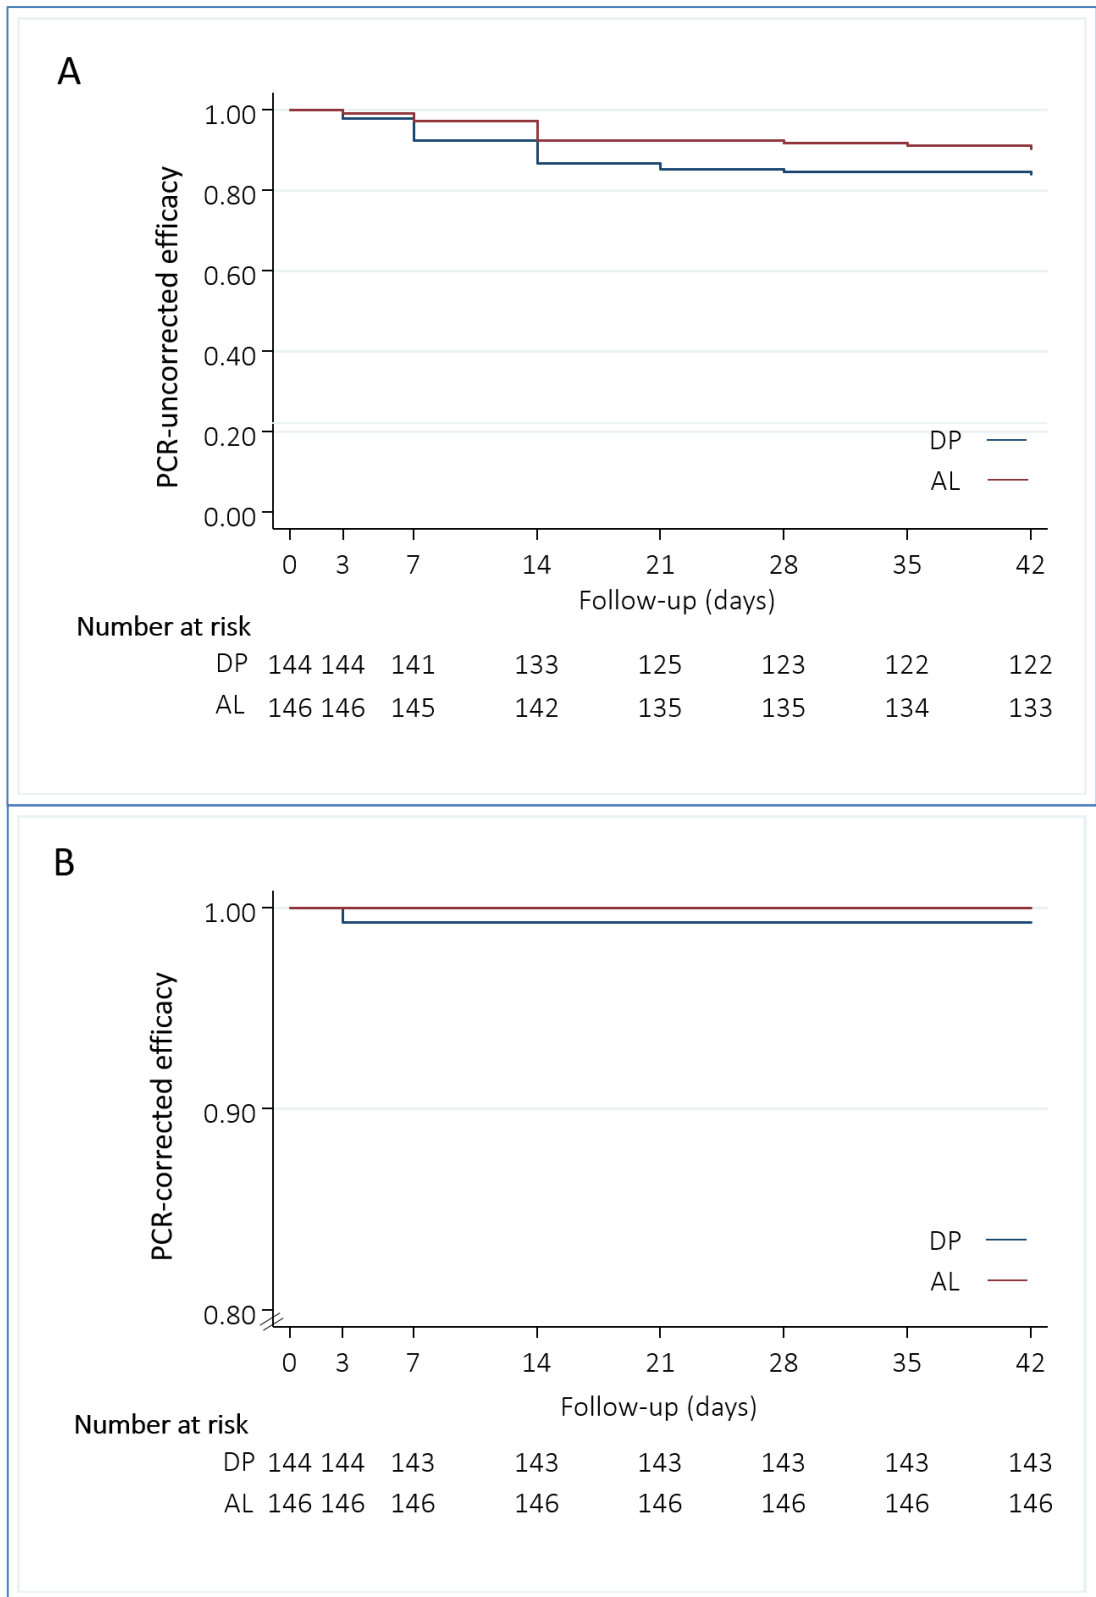 A
PCR-uncorrected efficacy
1.00
0.80
0.60
0.40
0.20
0.00
DP
AL
0 3 7 14 21 28 35 42
Follow-up (days)
Number at risk
DP 144 144 141 133 125 123 122 122
AL 146 146 145 142 135 135 134 133
B
PCR-corrected efficacy
1.00
0.90
0.80
DP
AL
0 3 7 14 21 28 35 42
Follow-up (days)
Number at risk
DP 144 144 143 143 143 143 143 143
AL 146 146 146 146 146 146 146 146